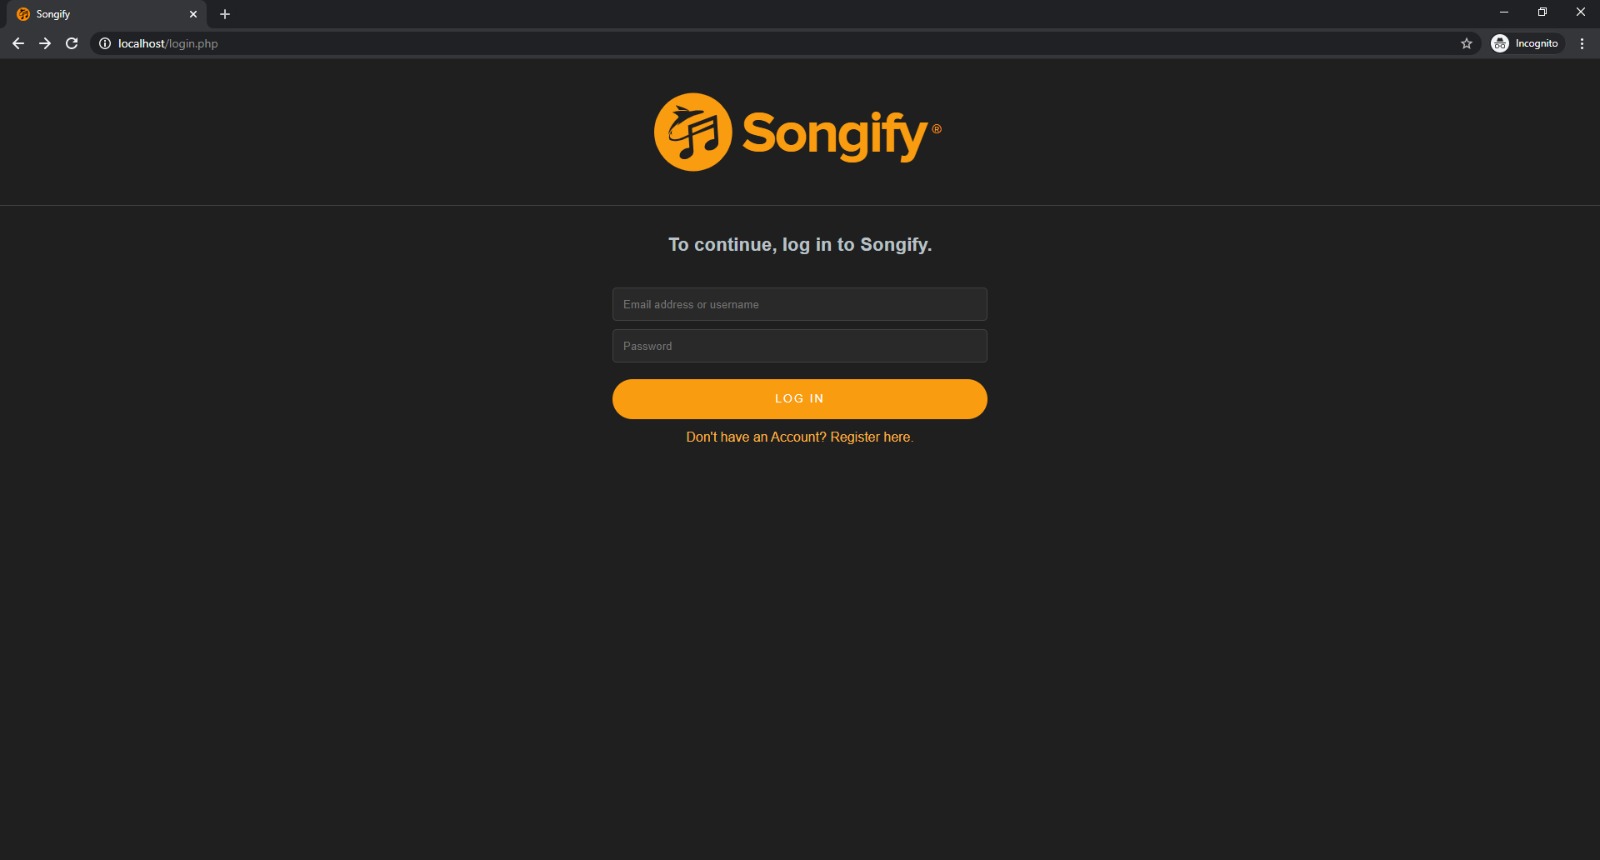 Songify
localhost/login.php
Incognito
Songify®
To continue, log in to Songify.
Email address or username
Password
LOG IN
Don't have an Account? Register here.